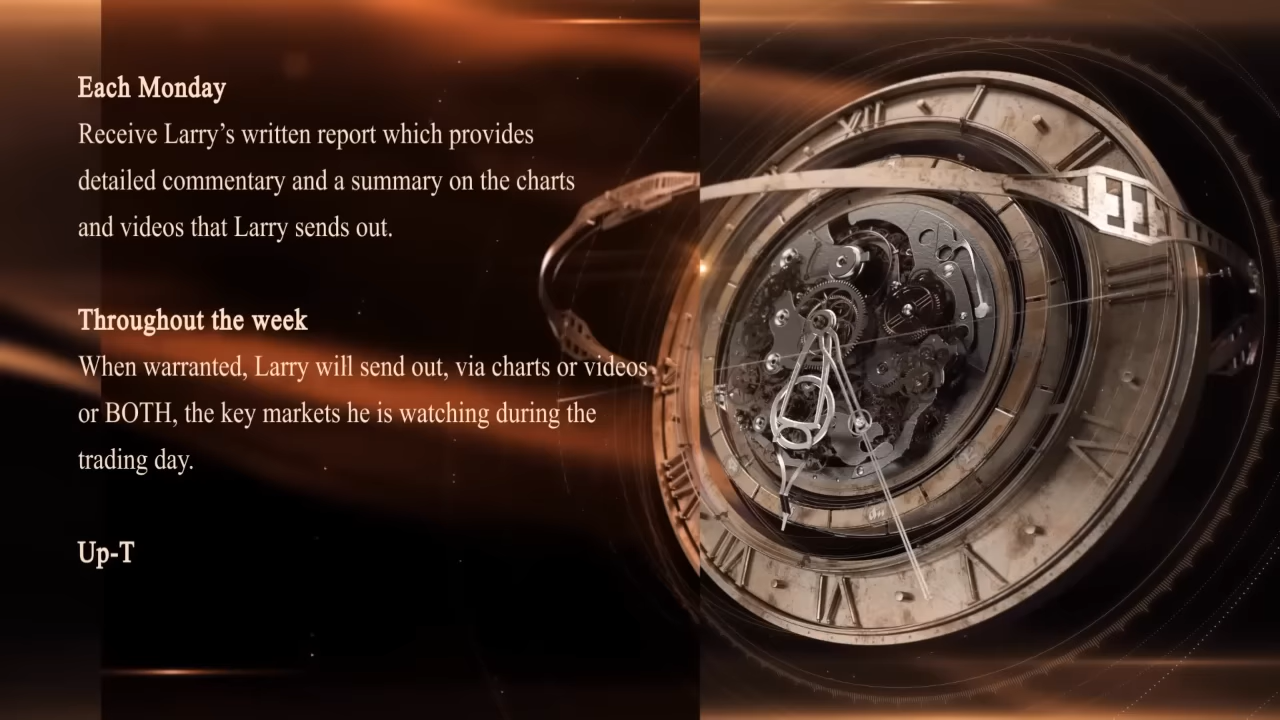 Each Monday
Receive Larry’s written report which provides
detailed commentary and a summary on the charts
and videos that Larry sends out.
Throughout the week
When warranted, Larry will send out, via charts or videos
or BOTH, the key markets he is watching during the
trading day.
Up-T
XII